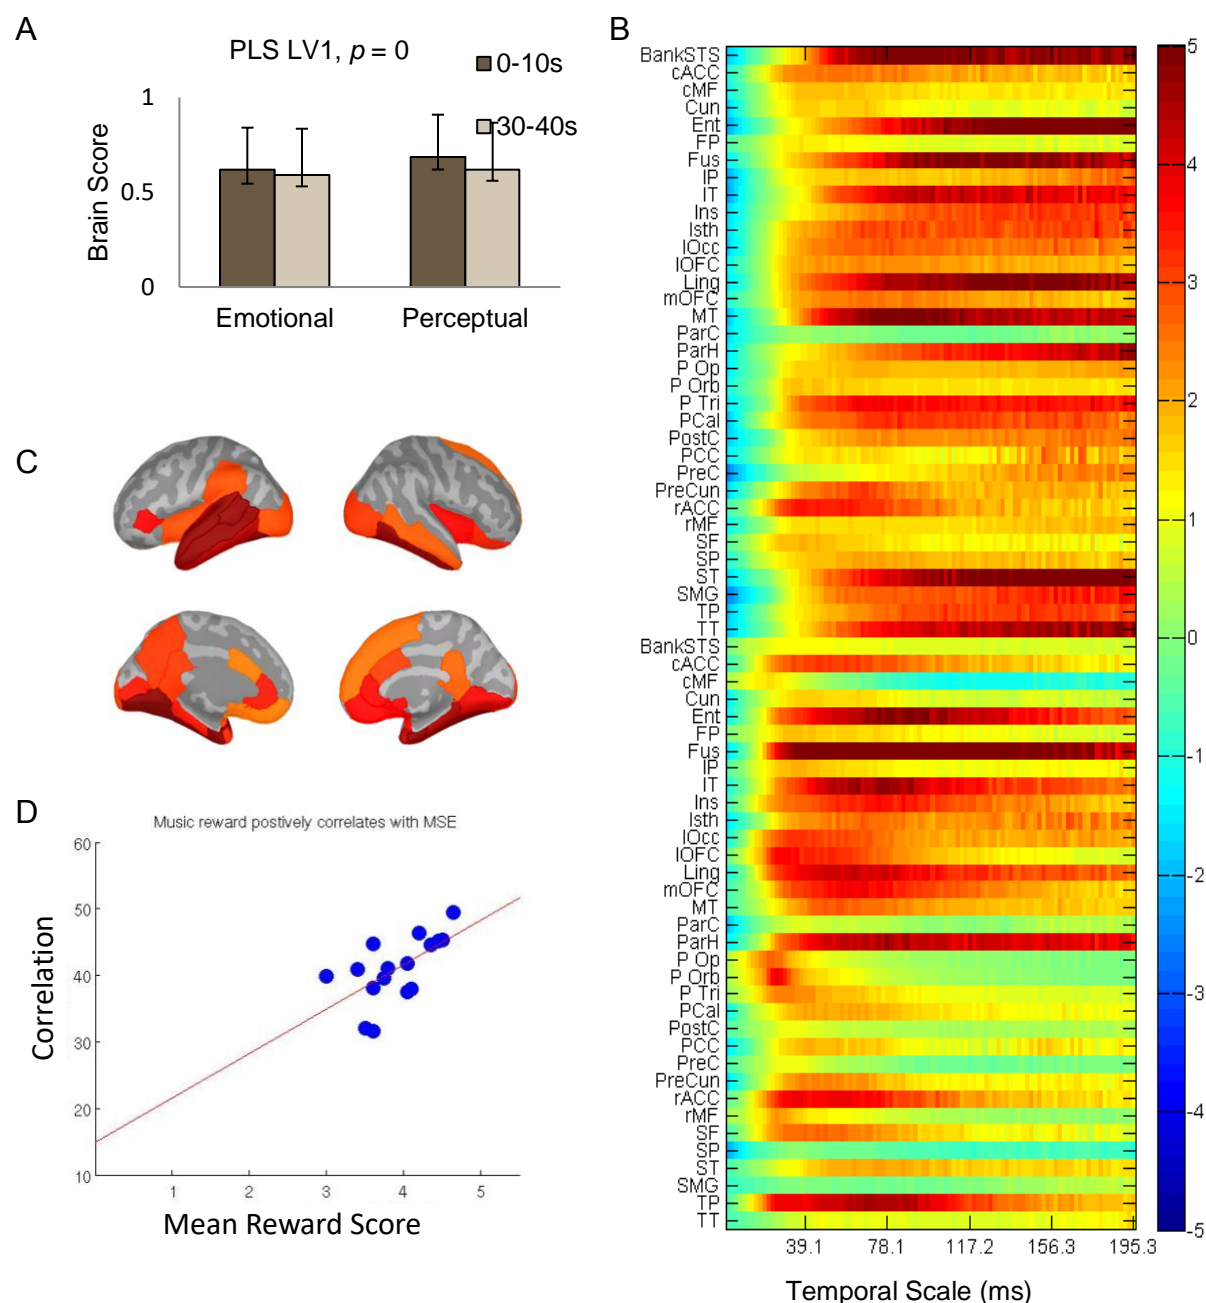 A
PLS LV1, p = 0
0-10s
30-40s
1
0.5
0
Brain Score
Emotional
Perceptual
B
BankSTS
cACC
cMF
Cun
Ent
FP
Fus
IP
IT
Ins
Isth
lOcc
lOFC
Ling
mOFC
MT
ParC
ParH
P Op
P Orb
P Tri
PCal
PostC
PCC
PreC
PreCun
rACC
rMF
SF
SP
ST
SMG
TP
TT
BankSTS
cACC
cMF
Cun
Ent
FP
Fus
IP
IT
Ins
Isth
lOcc
lOFC
Ling
mOFC
MT
ParC
ParH
P Op
P Orb
P Tri
PCal
PostC
PCC
PreC
PreCun
rACC
rMF
SF
SP
ST
SMG
TP
TT
39.1
78.1
117.2
156.3
195.3
Temporal Scale (ms)
5
4
3
2
1
0
-1
-2
-3
-4
-5
C
D
Music reward postively correlates with MSE
60
50
40
30
20
10
Correlation
1
2
3
4
5
Mean Reward Score